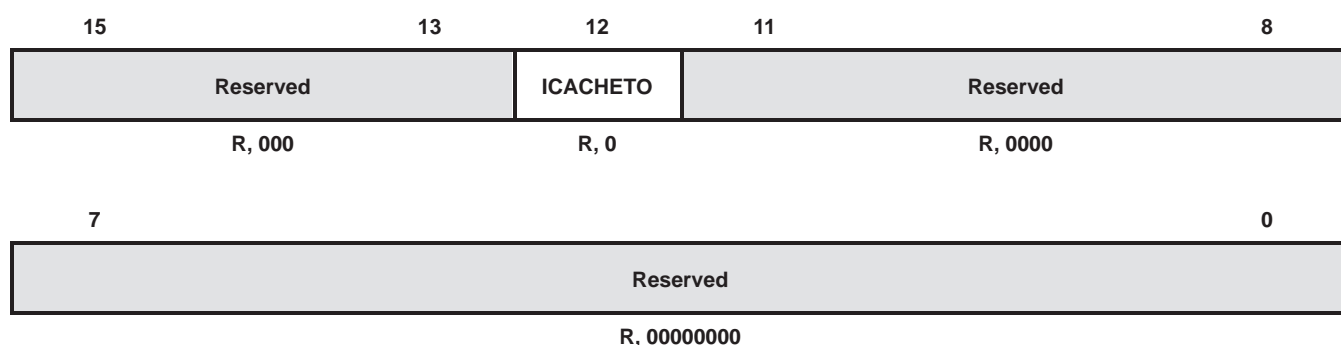 15 13 12 11 8
Reserved ICACHETO Reserved
R, 000 R, 0 R, 0000
7 0
Reserved
R, 00000000